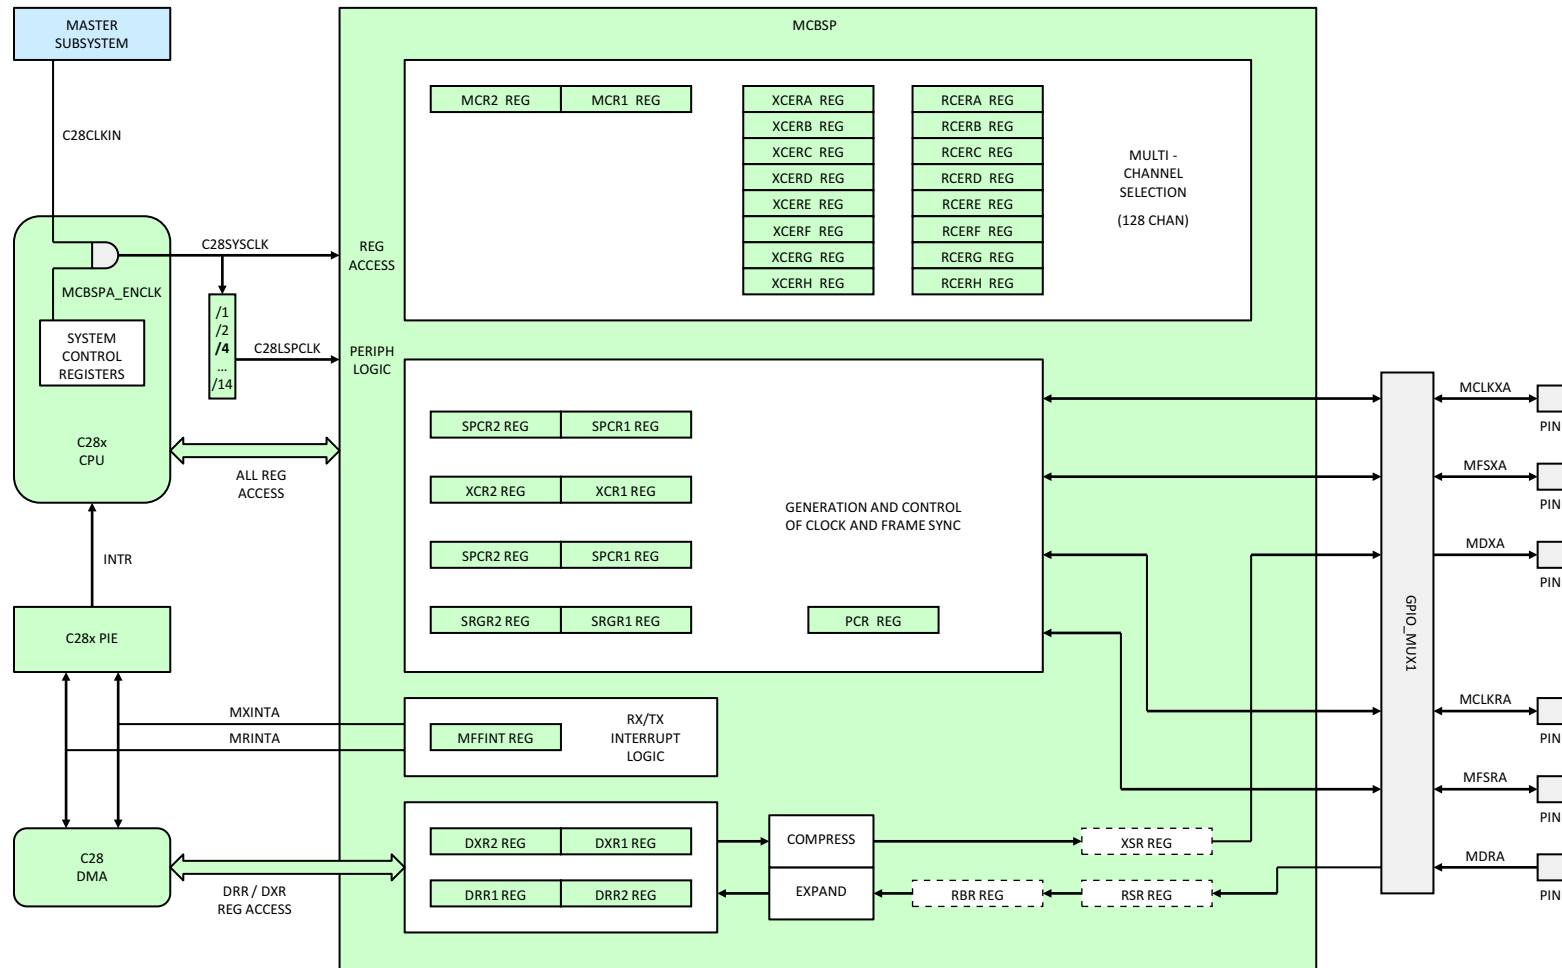 MASTER
SUBSYSTEM
MCBSP
C28CLKIN
MCR2 REG
MCR1 REG
XCERA REG
XCERB REG
XCERC REG
XCERD REG
XCERE REG
XCERF REG
XCERG REG
XCERH REG
RCERA REG
RCERB REG
RCERC REG
RCERD REG
RCERE REG
RCERF REG
RCERG REG
RCERH REG
MULTI -
CHANNEL
SELECTION
(128 CHAN)
C28SYSCLK
REG
ACCESS
MCBSPA_ENCLK
SYSTEM
CONTROL
REGISTERS
/1
/2
/4
...
/14
C28LSPCLK
PERIPH
LOGIC
C28x
CPU
ALL REG
ACCESS
SPCR2 REG
SPCR1 REG
XCR2 REG
XCR1 REG
SPCR2 REG
SPCR1 REG
SRGR2 REG
SRGR1 REG
GENERATION AND CONTROL
OF CLOCK AND FRAME SYNC
PCR REG
INTR
C28x PIE
MXINTA
MRINTA
MFFINT REG
RX/TX
INTERRUPT
LOGIC
C28
DMA
DRR / DXR
REG ACCESS
DXR2 REG
DXR1 REG
DRR1 REG
DRR2 REG
COMPRESS
EXPAND
XSR REG
RBR REG
RSR REG
GPIO_MUX1
MCLKXA
PIN
MFSXA
PIN
MDXA
PIN
MCLKRA
PIN
MFSRA
PIN
MDRA
PIN